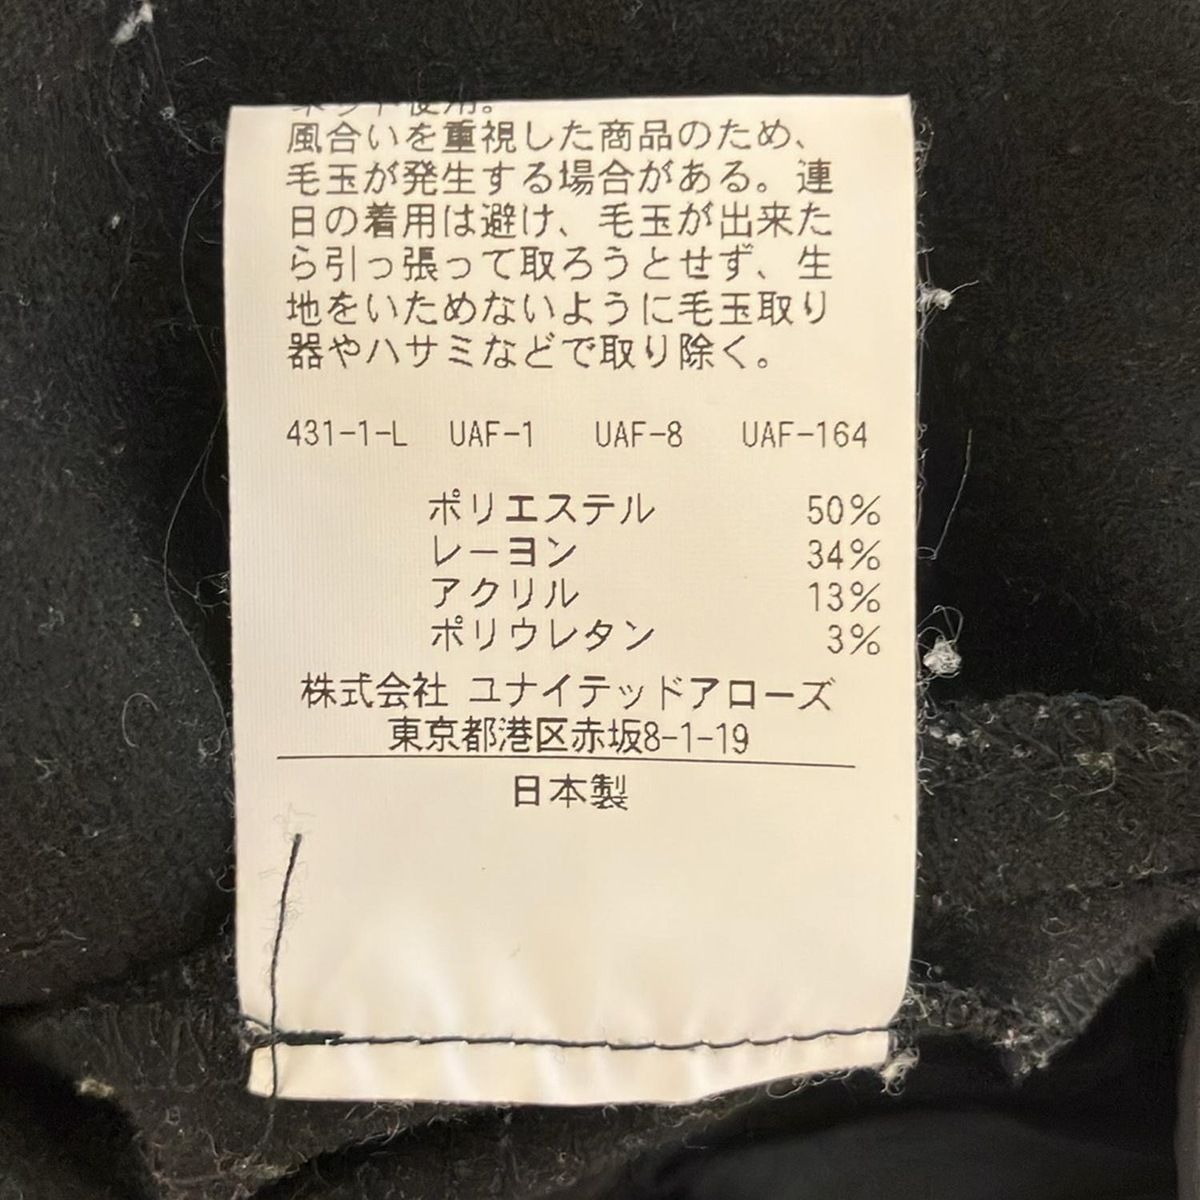 ネット使用。
風合いを重視した商品のため、
毛玉が発生する場合がある。連
日の着用は避け、毛玉が出来た
ら引っ張って取ろうとせず、生
地をいためないように毛玉取り
器やハサミなどで取り除く。
431-1-L UAF-1 UAF-8 UAF-164
ポリエステル 50%
レーヨン 34%
アクリル 13%
ポリウレタン 3%
株式会社 ユナイテッドアローズ
東京都港区赤坂8-1-19
日本製